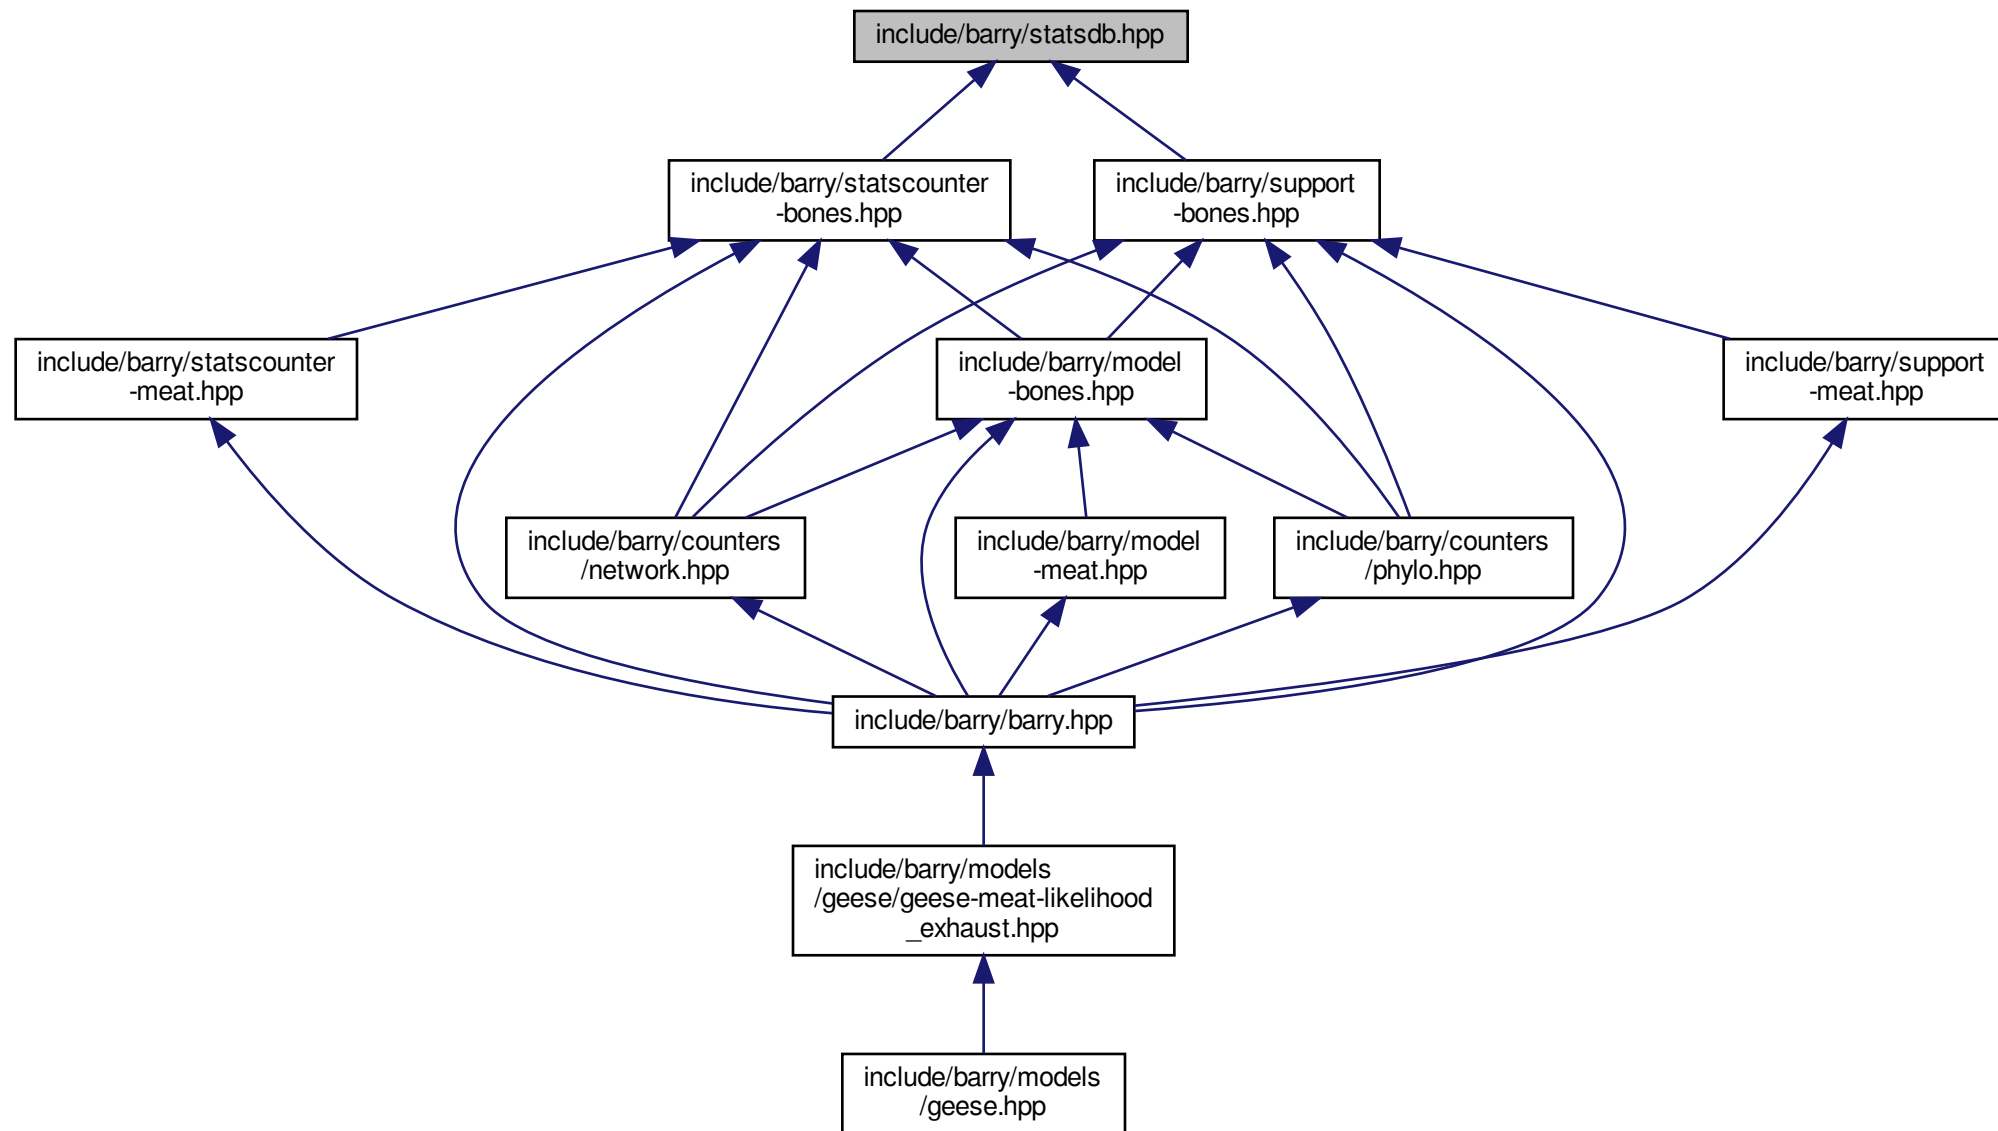 include/barry/statsdb.hpp
include/barry/statscounter
-bones.hpp
include/barry/support
-bones.hpp
include/barry/statscounter
-meat.hpp
include/barry/model
-bones.hpp
include/barry/support
-meat.hpp
include/barry/counters
/network.hpp
include/barry/model
-meat.hpp
include/barry/counters
/phylo.hpp
include/barry/barry.hpp
include/barry/models
/geese/geese-meat-likelihood
_exhaust.hpp
include/barry/models
/geese.hpp